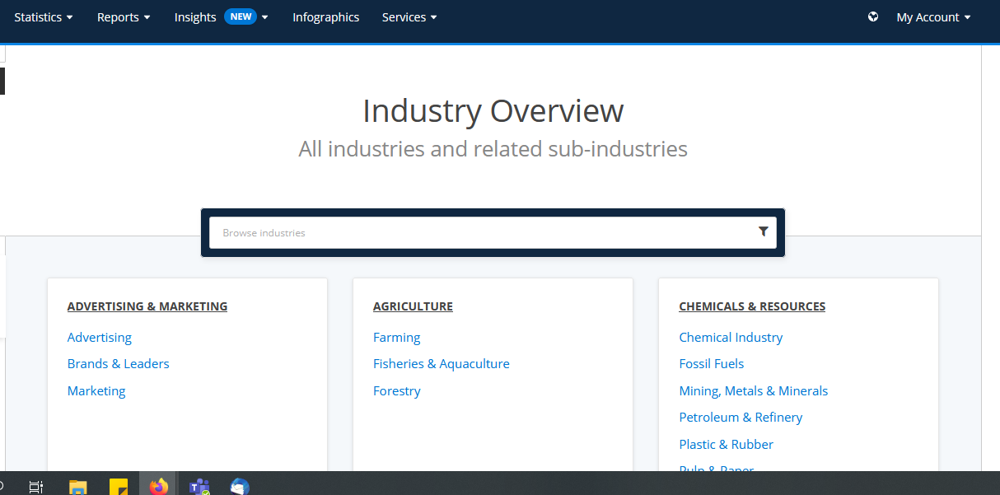 Statistics Reports Insights NEW Infographics Services My Account
Industry Overview
All industries and related sub-industries
Browse industries
ADVERTISING & MARKETING
Advertising
Brands & Leaders
Marketing
AGRICULTURE
Farming
Fisheries & Aquaculture
Forestry
CHEMICALS & RESOURCES
Chemical Industry
Fossil Fuels
Mining, Metals & Minerals
Petroleum & Refinery
Plastic & Rubber
Pulp & Paper